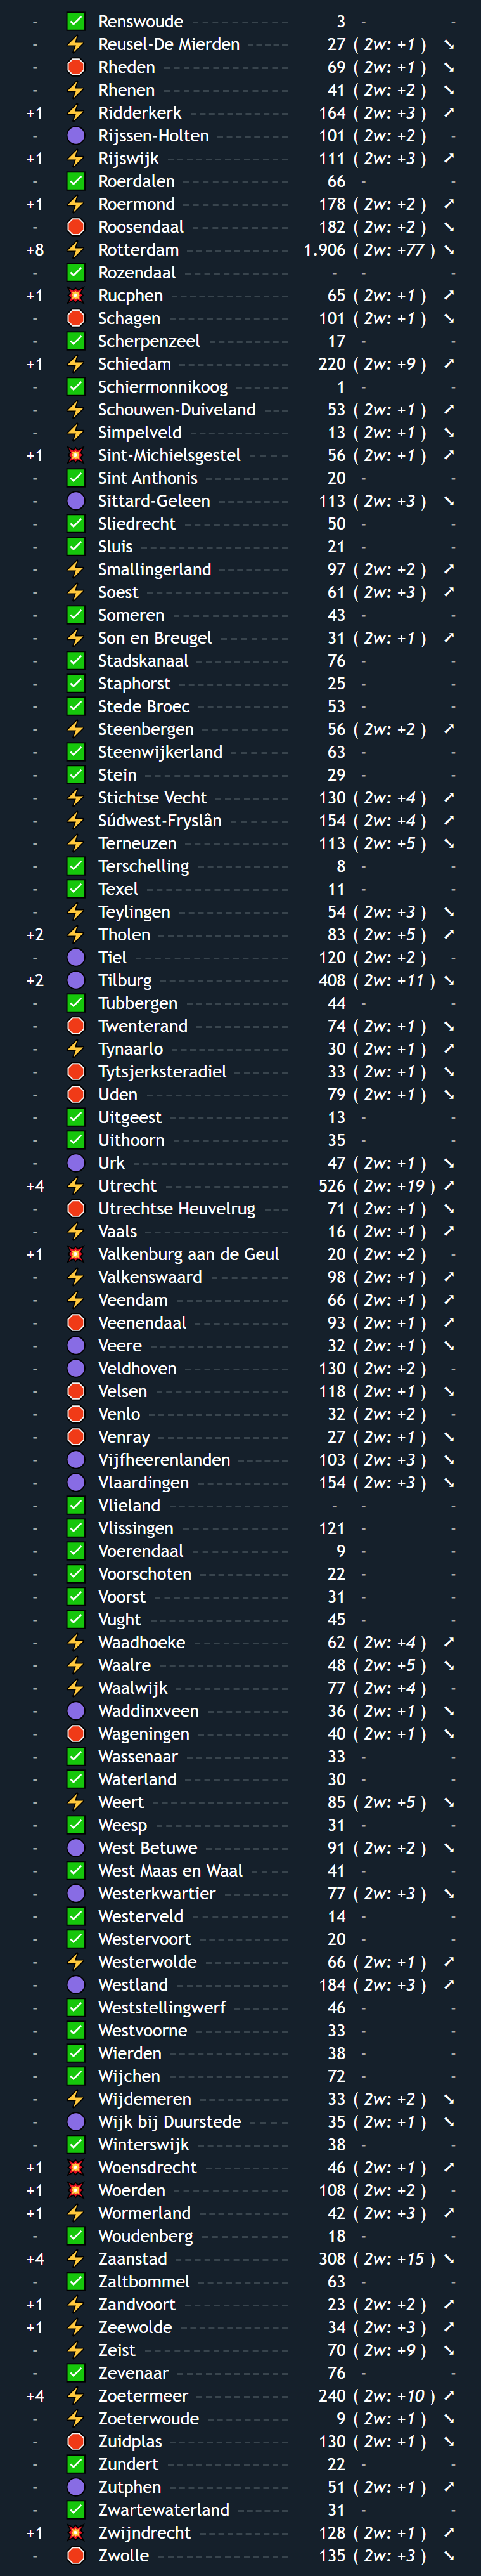 - ✅ Renswoude ------------ 3 - -
- ⚡ Reusel-De Mierden ------ 27 ( 2w: +1 ) ➘
- 🛑 Rheden --------------- 69 ( 2w: +1 ) ➘
- ⚡ Rhenen --------------- 41 ( 2w: +2 ) ➘
+1 ⚡ Ridderkerk ------------ 164 ( 2w: +3 ) ➚
- 🟣 Rijssen-Holten --------- 101 ( 2w: +2 ) -
+1 ⚡ Rijswijk -------------- 111 ( 2w: +3 ) ➚
- ✅ Roerdalen ------------- 66 - -
+1 ⚡ Roermond ------------- 178 ( 2w: +2 ) ➚
- 🛑 Roosendaal ------------ 182 ( 2w: +2 ) ➘
+8 ⚡ Rotterdam ------------ 1.906 ( 2w: +77 ) ➘
- ✅ Rozendaal ------------- - - -
+1 💥 Rucphen -------------- 65 ( 2w: +1 ) ➚
- 🛑 Schagen -------------- 101 ( 2w: +1 ) ➘
- ✅ Scherpenzeel ---------- 17 - -
+1 ⚡ Schiedam ------------- 220 ( 2w: +9 ) ➚
- ✅ Schiermonnikoog ------- 1 - -
- ⚡ Schouwen-Duiveland ---- 53 ( 2w: +1 ) ➚
- ⚡ Simpelveld ------------ 13 ( 2w: +1 ) ➘
+1 💥 Sint-Michielsgestel ----- 56 ( 2w: +1 ) ➚
- ✅ Sint Anthonis ---------- 20 - -
- 🟣 Sittard-Geleen --------- 113 ( 2w: +3 ) ➘
- ✅ Sliedrecht ------------- 50 - -
- ✅ Sluis ----------------- 21 - -
- ⚡ Smallingerland --------- 97 ( 2w: +2 ) ➚
- ⚡ Soest ----------------- 61 ( 2w: +3 ) ➚
- ✅ Someren -------------- 43 - -
- ⚡ Son en Breugel --------- 31 ( 2w: +1 ) ➚
- ✅ Stadskanaal ----------- 76 - -
- ✅ Staphorst ------------- 25 - -
- ✅ Stede Broec ----------- 53 - -
- ⚡ Steenbergen ----------- 56 ( 2w: +2 ) ➚
- ✅ Steenwijkerland -------- 63 - -
- ✅ Stein ----------------- 29 - -
- ⚡ Stichtse Vecht --------- 130 ( 2w: +4 ) ➚
- ⚡ Súdwest-Fryslân -------- 154 ( 2w: +4 ) ➚
- ⚡ Terneuzen ------------- 113 ( 2w: +5 ) ➘
- ✅ Terschelling ----------- 8 - -
- ✅ Texel ----------------- 11 - -
- ⚡ Teylingen ------------- 54 ( 2w: +3 ) ➘
+2 ⚡ Tholen --------------- 83 ( 2w: +5 ) ➚
- 🟣 Tiel ------------------ 120 ( 2w: +2 ) -
+2 🟣 Tilburg --------------- 408 ( 2w: +11 ) ➘
- ✅ Tubbergen ------------ 44 - -
- 🛑 Twenterand ----------- 74 ( 2w: +1 ) ➘
- ⚡ Tynaarlo -------------- 30 ( 2w: +1 ) ➚
- 🛑 Tytsjerksteradiel ------- 33 ( 2w: +1 ) ➘
- 🛑 Uden ----------------- 79 ( 2w: +1 ) ➘
- ✅ Uitgeest -------------- 13 - -
- ✅ Uithoorn -------------- 35 - -
- 🟣 Urk ------------------ 47 ( 2w: +1 ) ➘
+4 ⚡ Utrecht --------------- 526 ( 2w: +19 ) ➚
- 🛑 Utrechtse Heuvelrug ---- 71 ( 2w: +1 ) ➘
- ⚡ Vaals ----------------- 16 ( 2w: +1 ) ➚
+1 💥 Valkenburg aan de Geul 20 ( 2w: +2 ) -
- ⚡ Valkenswaard ---------- 98 ( 2w: +1 ) ➚
- ⚡ Veendam -------------- 66 ( 2w: +1 ) ➚
- 🛑 Veenendaal ----------- 93 ( 2w: +1 ) ➚
- 🟣 Veere ---------------- 32 ( 2w: +1 ) ➘
- 🟣 Veldhoven ------------ 130 ( 2w: +2 ) -
- 🛑 Velsen ---------------- 118 ( 2w: +1 ) ➘
- 🛑 Venlo ----------------- 32 ( 2w: +2 ) -
- 🛑 Venray --------------- 27 ( 2w: +1 ) ➘
- 🟣 Vijfheerenlanden ------- 103 ( 2w: +3 ) ➘
- 🟣 Vlaardingen ----------- 154 ( 2w: +3 ) ➘
- ✅ Vlieland --------------- - - -
- ✅ Vlissingen ------------- 121 - -
- ✅ Voerendaal ------------ 9 - -
- ✅ Voorschoten ----------- 22 - -
- ✅ Voorst ---------------- 31 - -
- ✅ Vught ---------------- 45 - -
- ⚡ Waadhoeke ------------ 62 ( 2w: +4 ) ➚
- ⚡ Waalre --------------- 48 ( 2w: +5 ) ➘
- ⚡ Waalwijk -------------- 77 ( 2w: +4 ) -
- 🟣 Waddinxveen ---------- 36 ( 2w: +1 ) ➘
- 🛑 Wageningen ----------- 40 ( 2w: +1 ) ➘
- ✅ Wassenaar ------------ 33 - -
- ✅ Waterland ------------ 30 - -
- ⚡ Weert ---------------- 85 ( 2w: +5 ) ➘
- ✅ Weesp --------------- 31 - -
- 🟣 West Betuwe ---------- 91 ( 2w: +2 ) ➘
- ✅ West Maas en Waal ----- 41 - -
- 🟣 Westerkwartier -------- 77 ( 2w: +3 ) ➘
- ✅ Westerveld ------------ 14 - -
- ✅ Westervoort ----------- 20 - -
- ⚡ Westerwolde ---------- 66 ( 2w: +1 ) ➚
- 🟣 Westland -------------- 184 ( 2w: +3 ) ➚
- ✅ Weststellingwerf ------- 46 - -
- ✅ Westvoorne ----------- 33 - -
- ✅ Wierden -------------- 38 - -
- ✅ Wijchen -------------- 72 - -
- ⚡ Wijdemeren ----------- 33 ( 2w: +2 ) ➘
- 🟣 Wijk bij Duurstede ----- 35 ( 2w: +1 ) ➘
- ✅ Winterswijk ----------- 38 - -
+1 💥 Woensdrecht ---------- 46 ( 2w: +1 ) ➚
+1 💥 Woerden -------------- 108 ( 2w: +2 ) -
+1 ⚡ Wormerland ----------- 42 ( 2w: +3 ) ➚
- ✅ Woudenberg ---------- 18 - -
+4 ⚡ Zaanstad ------------- 308 ( 2w: +15 ) ➘
- ✅ Zaltbommel ----------- 63 - -
+1 ⚡ Zandvoort ------------ 23 ( 2w: +2 ) ➚
+1 ⚡ Zeewolde ------------- 34 ( 2w: +3 ) ➚
- ⚡ Zeist ----------------- 70 ( 2w: +9 ) ➘
- ✅ Zevenaar ------------- 76 - -
+4 ⚡ Zoetermeer ----------- 240 ( 2w: +10 ) ➚
- ⚡ Zoeterwoude ---------- 9 ( 2w: +1 ) ➘
- 🛑 Zuidplas -------------- 130 ( 2w: +1 ) ➘
- ✅ Zundert -------------- 22 - -
- 🟣 Zutphen -------------- 51 ( 2w: +1 ) ➚
- ✅ Zwartewaterland ------- 31 - -
+1 💥 Zwijndrecht ----------- 128 ( 2w: +1 ) ➚
- 🛑 Zwolle ---------------- 135 ( 2w: +3 ) ➘